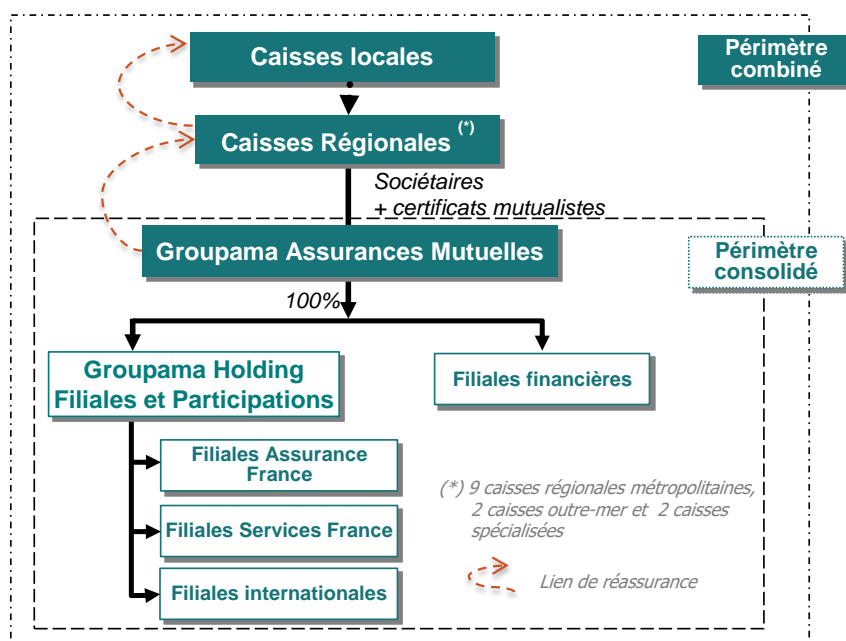 Caisses locales
Périmètre
combiné
Caisses Régionales (*)
Sociétaires
+ certificats mutualistes
Groupama Assurances Mutuelles
Périmètre
consolidé
100%
Groupama Holding
Filiales et Participations
Filiales financières
Filiales Assurance
France
Filiales Services France
Filiales internationales
(*) 9 caisses régionales métropolitaines,
2 caisses outre-mer et 2 caisses
spécialisées
Lien de réassurance